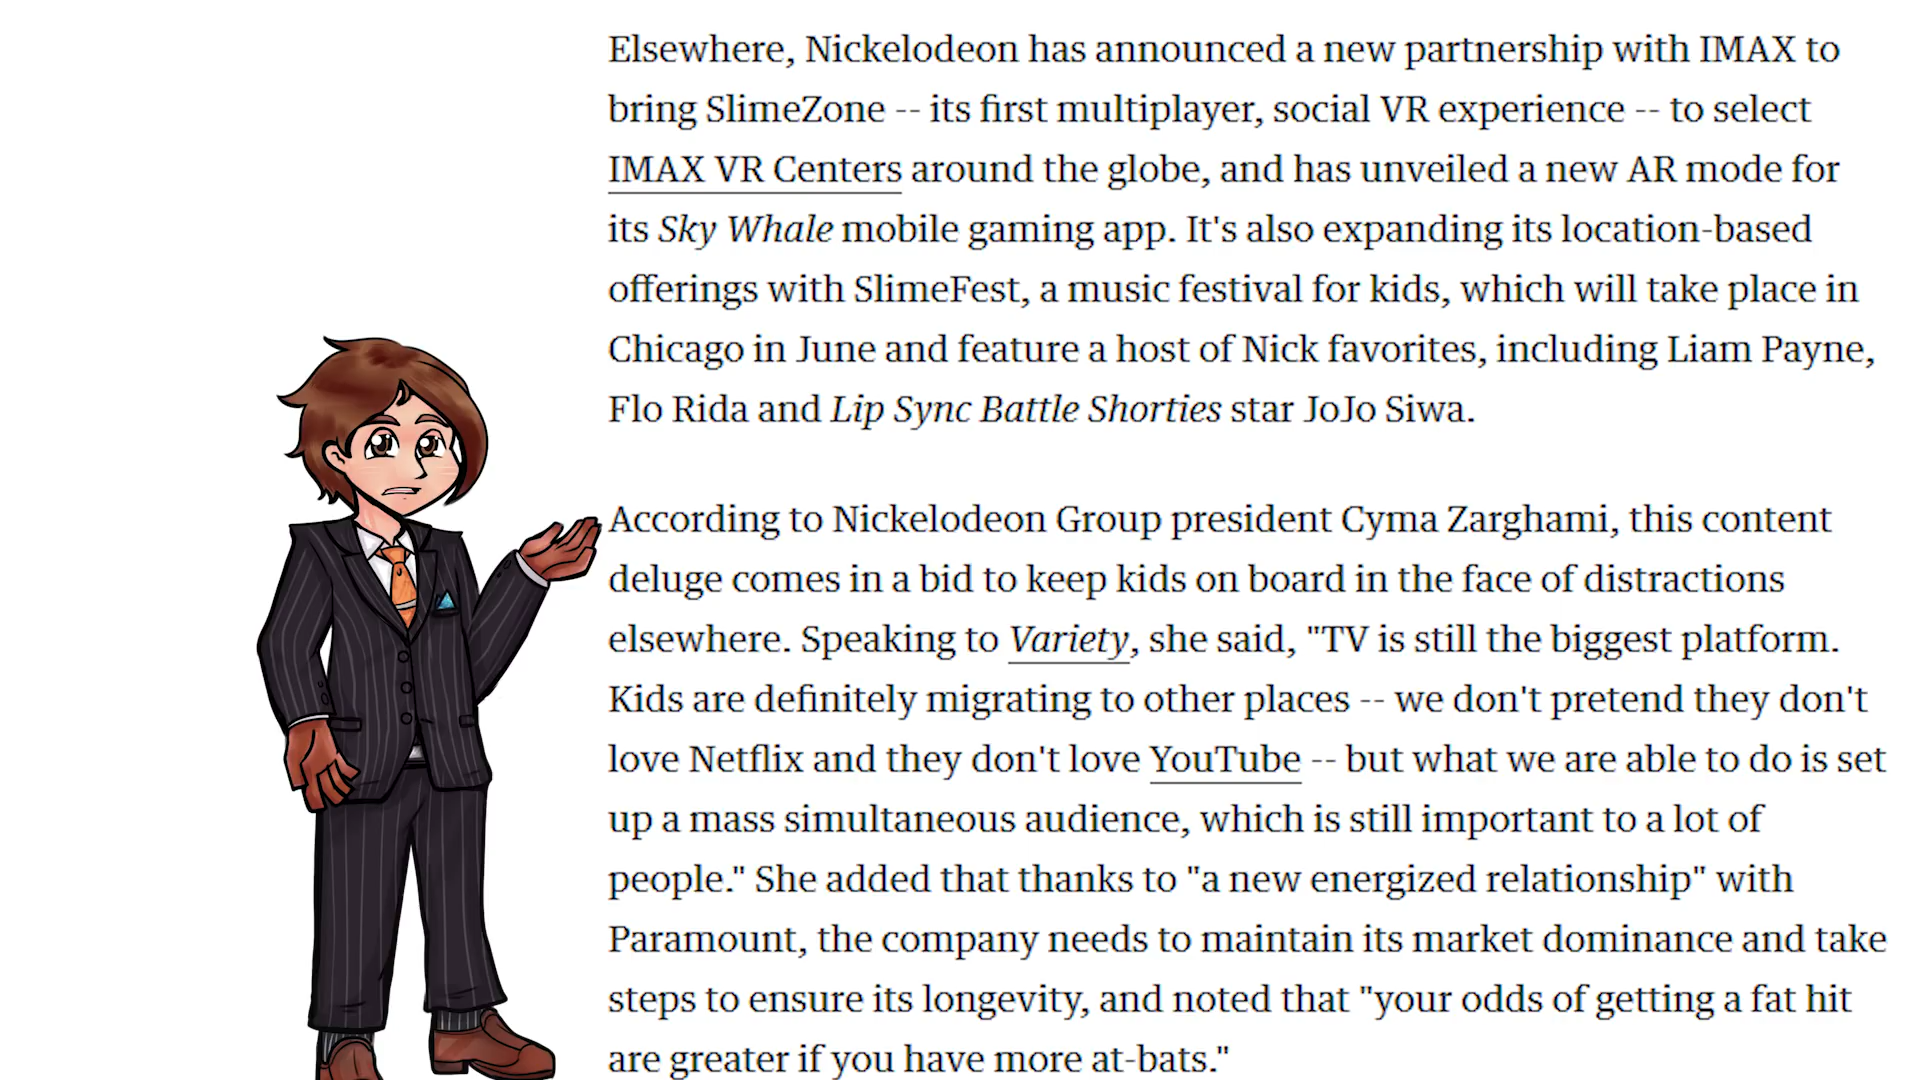 Elsewhere, Nickelodeon has announced a new partnership with IMAX to
bring SlimeZone -- its first multiplayer, social VR experience -- to select
IMAX VR Centers around the globe, and has unveiled a new AR mode for
its Sky Whale mobile gaming app. It's also expanding its location-based
offerings with SlimeFest, a music festival for kids, which will take place in
Chicago in June and feature a host of Nick favorites, including Liam Payne,
Flo Rida and Lip Sync Battle Shorties star JoJo Siwa.
According to Nickelodeon Group president Cyma Zarghami, this content
deluge comes in a bid to keep kids on board in the face of distractions
elsewhere. Speaking to Variety, she said, "TV is still the biggest platform.
Kids are definitely migrating to other places -- we don't pretend they don't
love Netflix and they don't love YouTube -- but what we are able to do is set
up a mass simultaneous audience, which is still important to a lot of
people." She added that thanks to "a new energized relationship" with
Paramount, the company needs to maintain its market dominance and take
steps to ensure its longevity, and noted that "your odds of getting a fat hit
are greater if you have more at-bats."